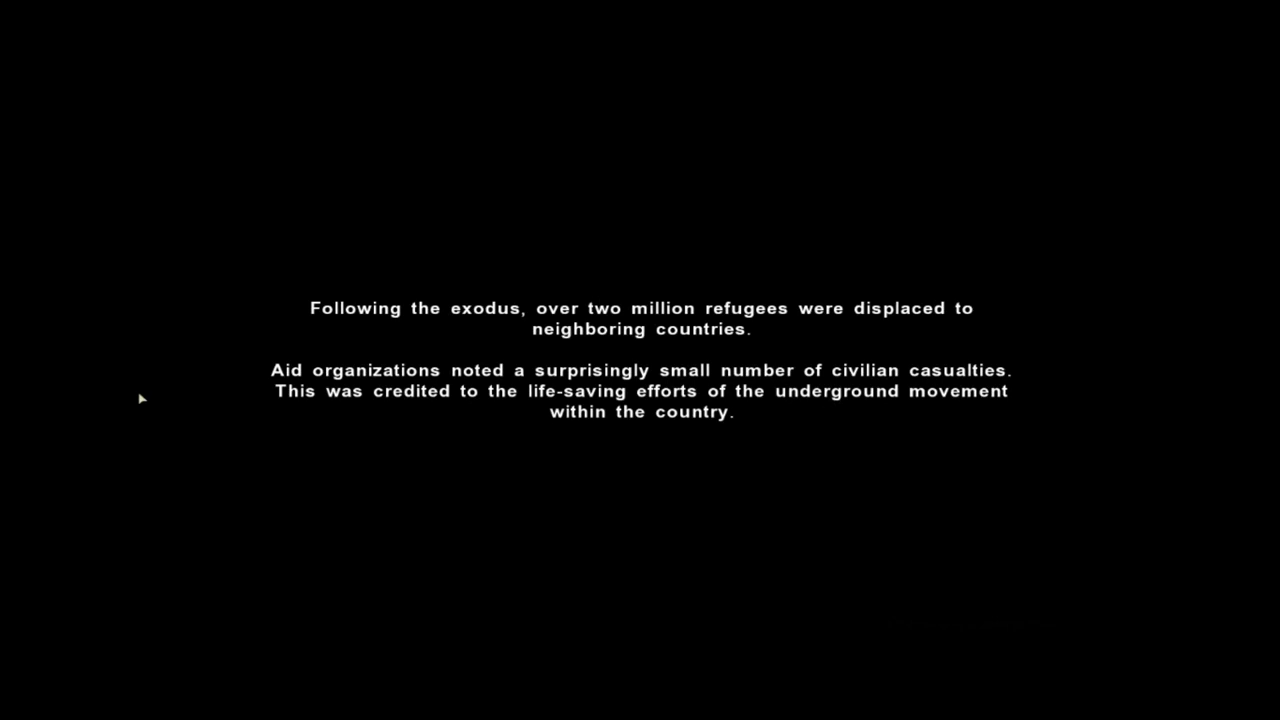 Following the exodus, over two million refugees were displaced to
neighboring countries.
Aid organizations noted a surprisingly small number of civilian casualties.
This was credited to the life-saving efforts of the underground movement
within the country.